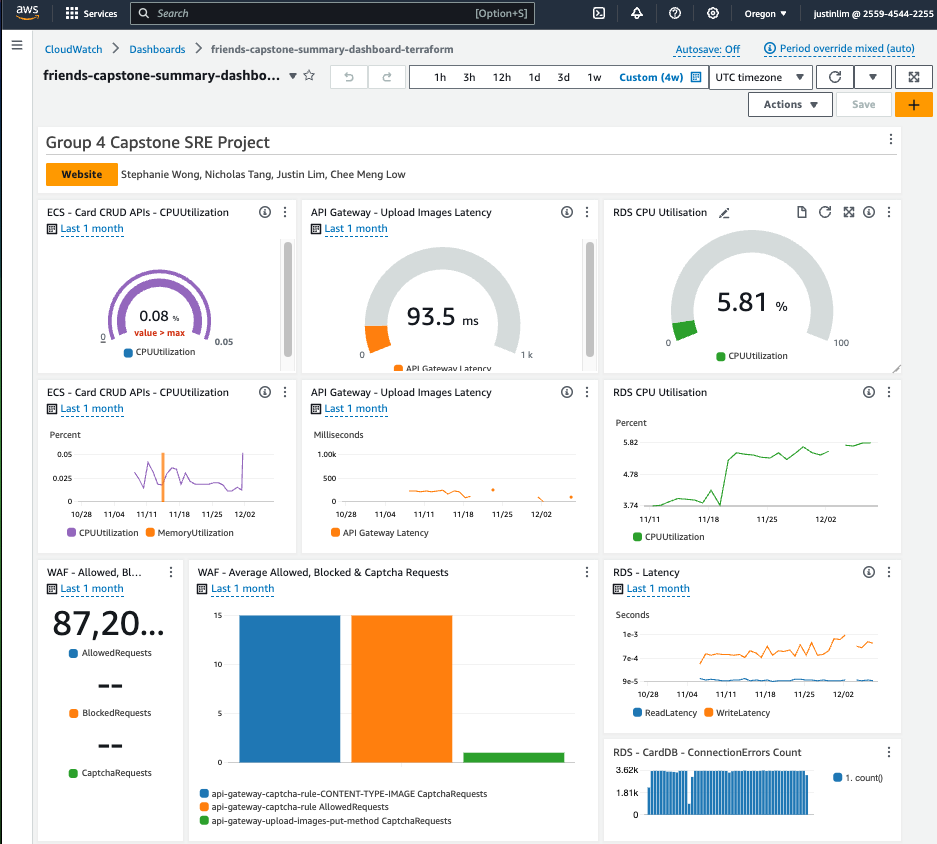 aws
Services
Search
[Option+S]
Oregon
justinlim @ 2559-4544-2255
CloudWatch
Dashboards
friends-capstone-summary-dashboard-terraform
Autosave: Off
Period override mixed (auto)
friends-capstone-summary-dashbo...
1h 3h 12h 1d 3d 1w Custom (4w)
UTC timezone
Actions
Save
+
Group 4 Capstone SRE Project
Website
Stephanie Wong, Nicholas Tang, Justin Lim, Chee Meng Low
ECS - Card CRUD APIs - CPUUtilization
Last 1 month
0.08 %
value > max
0
0.05
CPUUtilization
API Gateway - Upload Images Latency
Last 1 month
93.5 ms
0
1 k
API Gateway Latency
RDS CPU Utilisation
5.81 %
0
100
CPUUtilization
ECS - Card CRUD APIs - CPUUtilization
Last 1 month
Percent
0.05
0.025
0
10/28 11/04 11/11 11/18 11/25 12/02
CPUUtilization MemoryUtilization
API Gateway - Upload Images Latency
Last 1 month
Milliseconds
1.00k
500
0
10/28 11/04 11/11 11/18 11/25 12/02
API Gateway Latency
RDS CPU Utilisation
Percent
5.82
4.78
3.74
11/11 11/18 11/25 12/02
CPUUtilization
WAF - Allowed, Bl...
Last 1 month
87,20...
AllowedRequests
--
BlockedRequests
--
CaptchaRequests
WAF - Average Allowed, Blocked & Captcha Requests
Last 1 month
15
10
5
0
api-gateway-captcha-rule-CONTENT-TYPE-IMAGE CaptchaRequests
api-gateway-captcha-rule AllowedRequests
api-gateway-upload-images-put-method CaptchaRequests
RDS - Latency
Last 1 month
Seconds
1e-3
7e-4
9e-5
10/28 11/04 11/11 11/18 11/25 12/02
ReadLatency WriteLatency
RDS - CardDB - ConnectionErrors Count
3.62k
1.81k
0
1. count()